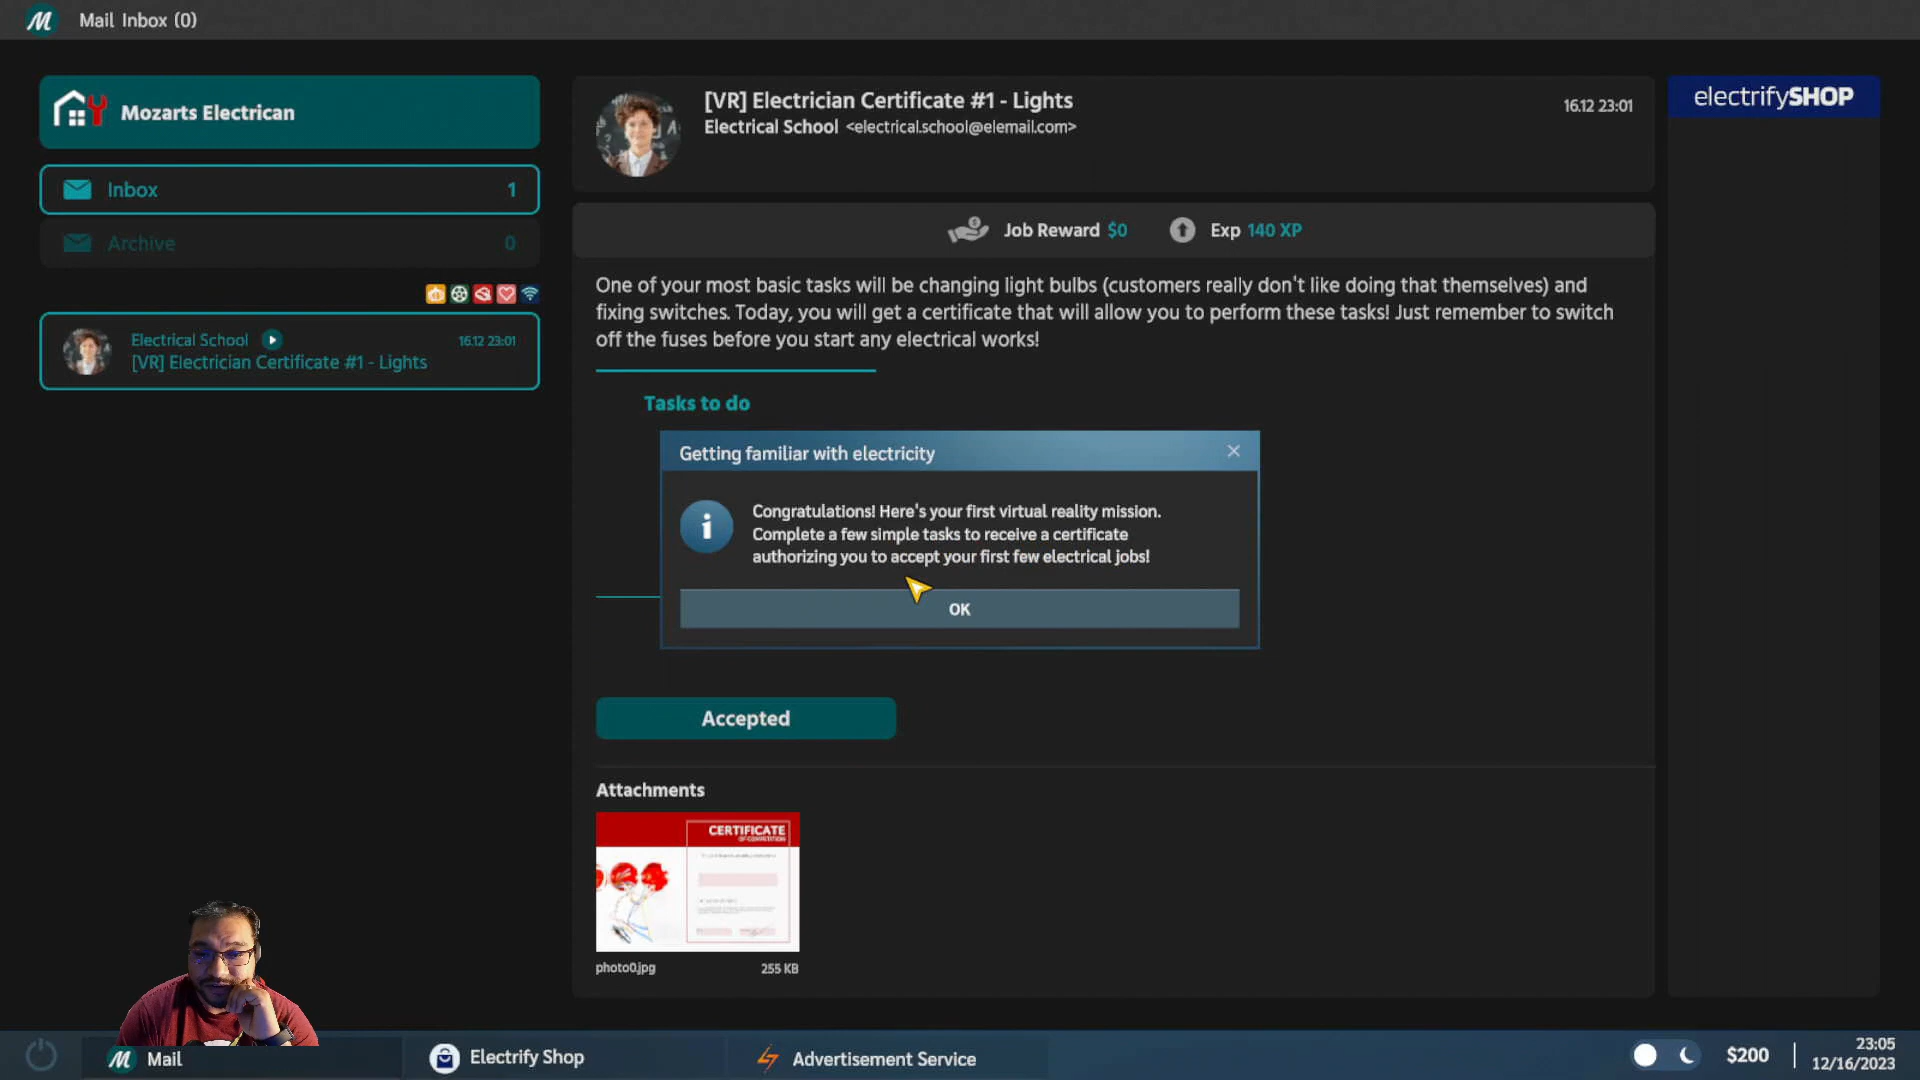 Mail Inbox (0)
Mozarts Electrican
Inbox 1
Archive 0
Electrical School 16.12 23:01
[VR] Electrician Certificate #1 - Lights
[VR] Electrician Certificate #1 - Lights 16.12 23:01
Electrical School <electrical.school@elemail.com>
Job Reward $0 Exp 140 XP
One of your most basic tasks will be changing light bulbs (customers really don't like doing that themselves) and
fixing switches. Today, you will get a certificate that will allow you to perform these tasks! Just remember to switch
off the fuses before you start any electrical works!
Tasks to do
Getting familiar with electricity
Congratulations! Here's your first virtual reality mission.
Complete a few simple tasks to receive a certificate
authorizing you to accept your first few electrical jobs!
OK
Accepted
Attachments
CERTIFICATE
photo0.jpg 255 KB
electrifySHOP
Mail Electrify Shop Advertisement Service $200 23:05
12/16/2023